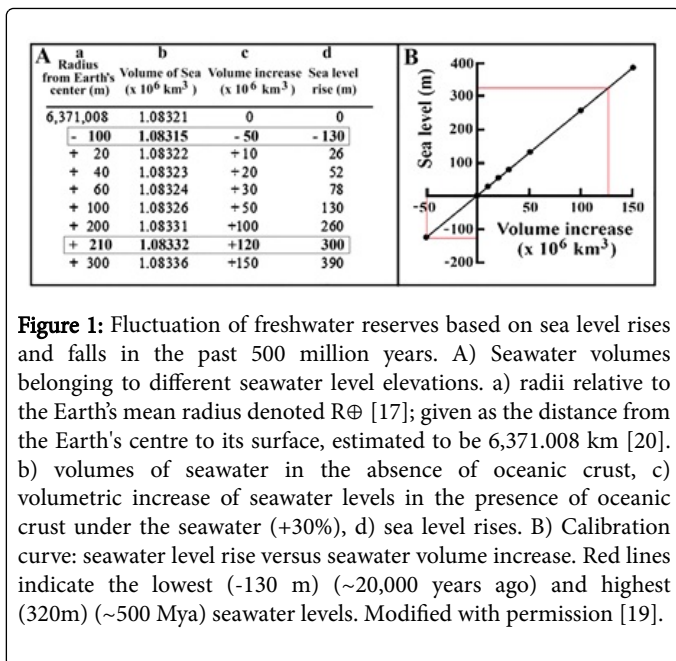 A
a b c d
Radius from Earth's center (m) Volume of Sea (x 10⁶ km³) Volume increase (x 10⁶ km³) Sea level rise (m)
6,371,008 1.08321 0 0
- 100 1.08315 - 50 - 130
+ 20 1.08322 +10 26
+ 40 1.08323 +20 52
+ 60 1.08324 +30 78
+ 100 1.08326 +50 130
+ 200 1.08331 +100 260
+ 210 1.08332 +120 300
+ 300 1.08336 +150 390
B
Sea level (m)
400
300
200
100
-100
-200
-50 50 100 150
Volume increase
(x 10⁶ km³)
Figure 1: Fluctuation of freshwater reserves based on sea level rises
and falls in the past 500 million years. A) Seawater volumes
belonging to different seawater level elevations. a) radii relative to
the Earth's mean radius denoted R⊕ [17]; given as the distance from
the Earth's centre to its surface, estimated to be 6,371.008 km [20].
b) volumes of seawater in the absence of oceanic crust, c)
volumetric increase of seawater levels in the presence of oceanic
crust under the seawater (+30%), d) sea level rises. B) Calibration
curve: seawater level rise versus seawater volume increase. Red lines
indicate the lowest (-130 m) (~20,000 years ago) and highest
(320m) (~500 Mya) seawater levels. Modified with permission [19].